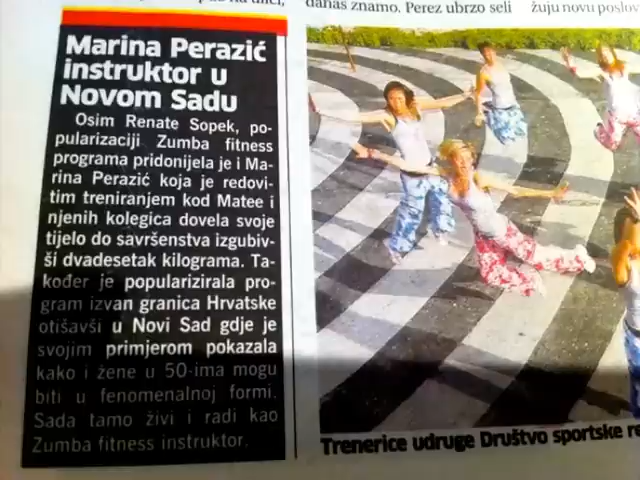 danas znamo. Perez ubrzo seli
žuju novu poslov
Marina Perazić
instruktor u
Novom Sadu
Osim Renate Sopek, po-
pularizaciji Zumba fitness
programa pridonijela je i Ma-
rina Perazić koja je redovi-
tim treniranjem kod Matee i
njenih kolegica dovela svoje
tijelo do savršenstva izgubiv-
ši dvadesetak kilograma. Ta-
kođer je popularizirala pro-
gram izvan granica Hrvatske
otišavši u Novi Sad gdje je
svojim primjerom pokazala
kako i žene u 50-ima mogu
biti u fenomenalnoj formi.
Sada tamo živi i radi kao
Zumba fitness instruktor.
Trenerice udruge Društvo sportske re